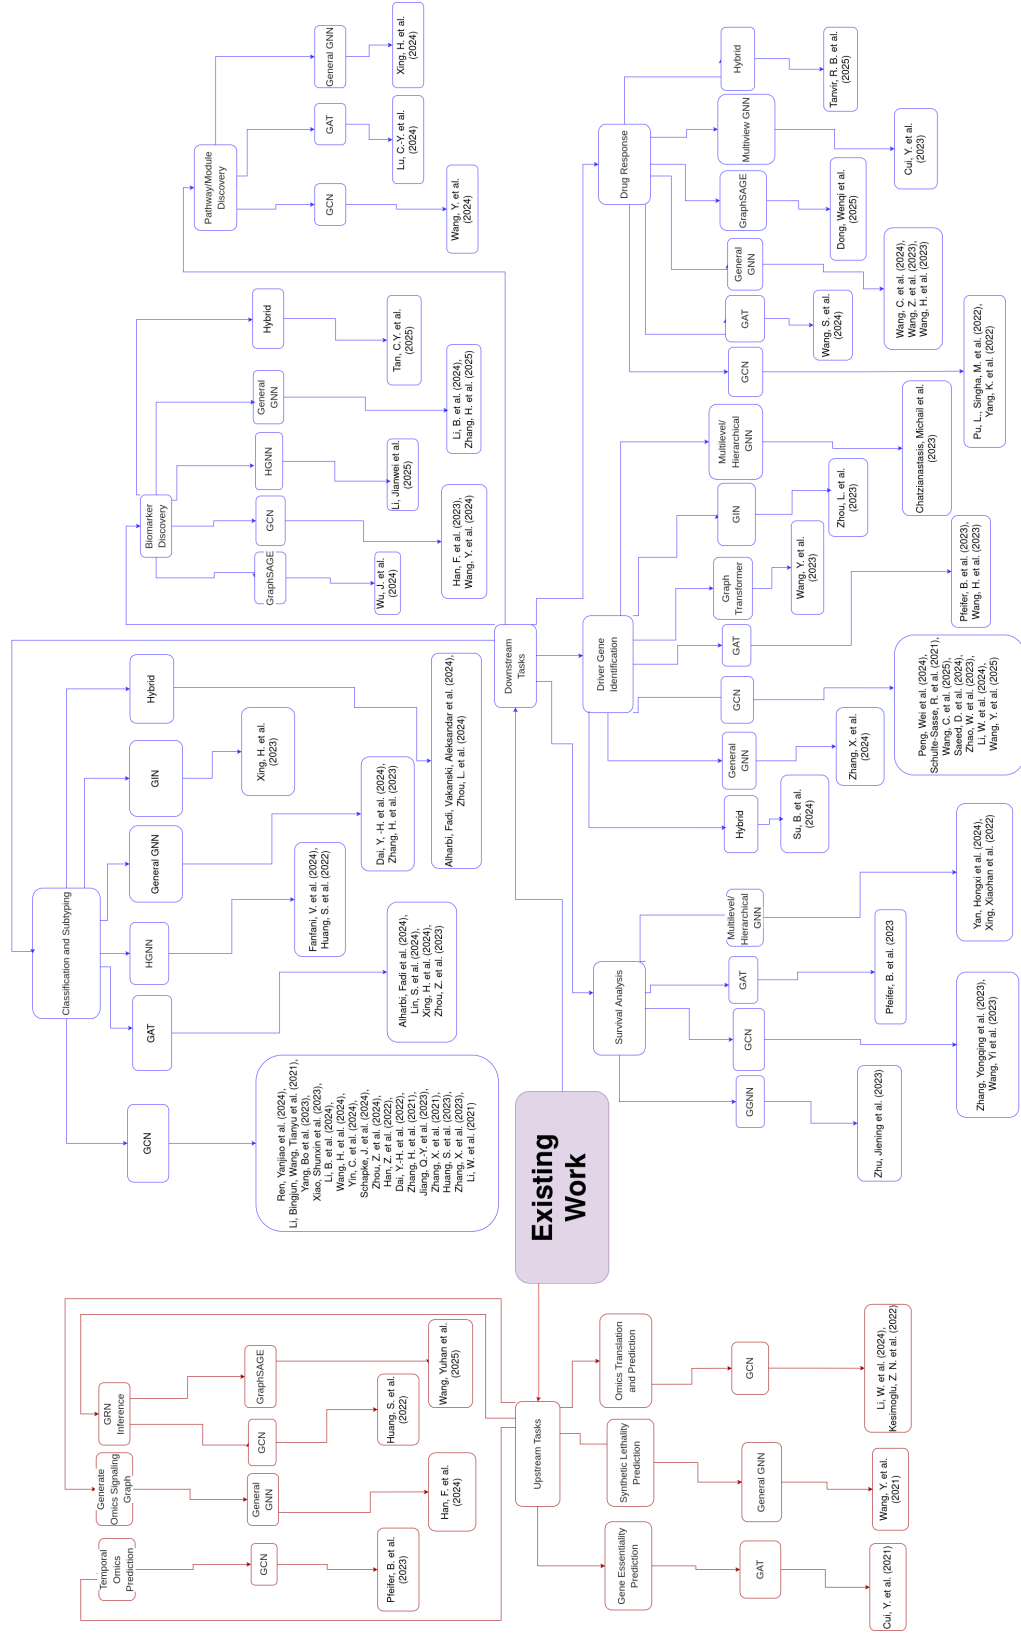 Existing
Work
Upstream Tasks
Temporal
Omics
Prediction
GCN
Pfeifer, B. et al.
(2023)
Generate
Omics Signaling
Graph
General
GNN
Han, F. et al.
(2024)
GRN
Inference
GCN
Huang, S. et al.
(2022)
GraphSAGE
Wang, Yuhan et al.
(2025)
Gene Essentiality
Prediction
GAT
Cui, Y. et al. (2021)
Synthetic Lethality
Prediction
General GNN
Wang, Y. et al.
(2021)
Omics Translation
and Prediction
GCN
Li, W. et al. (2024),
Kesimoglu, Z. N. et al. (2022)
Downstream
Tasks
Classification and Subtyping
GCN
Ren, Yanjiao et al. (2024),
Li, Bingjun, Wang, Tianyu et al. (2021),
Yang, Bo et al. (2023),
Xiao, Shunxin et al. (2023),
Li, B. et al. (2024),
Wang, H. et al. (2024),
Yin, C. et al. (2024),
Schapke, J. et al. (2024),
Zhou, Z. et al. (2024),
Han, Z. et al. (2022),
Dai, Y.-H. et al. (2022),
Zhang, H. et al. (2021),
Jiang, Q.-Y. et al. (2023),
Zhang, X. et al. (2021),
Huang, S. et al. (2023),
Zhang, X. et al. (2023),
Li, W. et al. (2021)
GAT
Alharbi, Fadi et al. (2024),
Lin, S. et al. (2024),
Xing, H. et al. (2024),
Zhou, Z. et al. (2023)
HGNN
Fanfani, V. et al. (2024),
Huang, S. et al. (2022)
General GNN
Dai, Y, -H. et al. (2024),
Zhang, H. et al. (2023)
GIN
Xing, H. et al.
(2023)
Hybrid
Alharbi, Fadi, Vakanski, Aleksandar et al. (2024),
Zhou, L. et al. (2024)
Biomarker
Discovery
GraphSAGE
Wu, J. et al.
(2024)
GCN
Han, F. et al. (2023),
Wang, Y. et al. (2024)
HGNN
Li, Jianwei et al.
(2025)
General
GNN
Li, B. et al. (2024),
Zhang, H. et al. (2025)
Hybrid
Tan, C.Y. et al.
(2025)
Pathway/Module
Discovery
GCN
Wang, Y. et al.
(2024)
GAT
Lu, C.-Y. et al.
(2024)
General GNN
Xing, H. et al.
(2024)
Survival Analysis
GGNN
Zhu, Jiening et al. (2023)
GCN
Zhang, Yongqing et al. (2023),
Wang, Yi et al. (2023)
GAT
Pfeifer, B. et al. (2023
Multilevel/
Hierarchical
GNN
Yan, Hongxi et al. (2024),
Xing, Xiaohan et al. (2022)
Driver Gene
Identification
Hybrid
Su, B. et al.
(2024)
General
GNN
Zhang, X. et al.
(2024)
GCN
Peng, Wei et al. (2024),
Schulte-Sasse, R. et al. (2021),
Wang, C. et al. (2025),
Saeed, D. et al. (2024),
Zhao, W. et al. (2023),
Li, W. et al. (2024),
Wang, Y. et al. (2025)
GAT
Pfeifer, B. et al. (2023),
Wang, H. et al. (2023)
Graph
Transformer
Wang, Y. et al.
(2023)
GIN
Zhou, L. et al.
(2023)
Multilevel/
Hierarchical
GNN
Chatzianastasis, Michail et al.
(2023)
Drug Response
GCN
Pu, L., Singha, M. et al. (2022),
Yang, K. et al. (2022)
GAT
Wang, S. et al.
(2024)
General
GNN
Wang, C. et al. (2024),
Wang, Z. et al. (2023),
Wang, H. et al. (2023)
GraphSAGE
Dong, Wenqi et al.
(2025)
Multiview GNN
Cui, Y. et al.
(2023)
Hybrid
Tanvir, R. B. et al.
(2025)